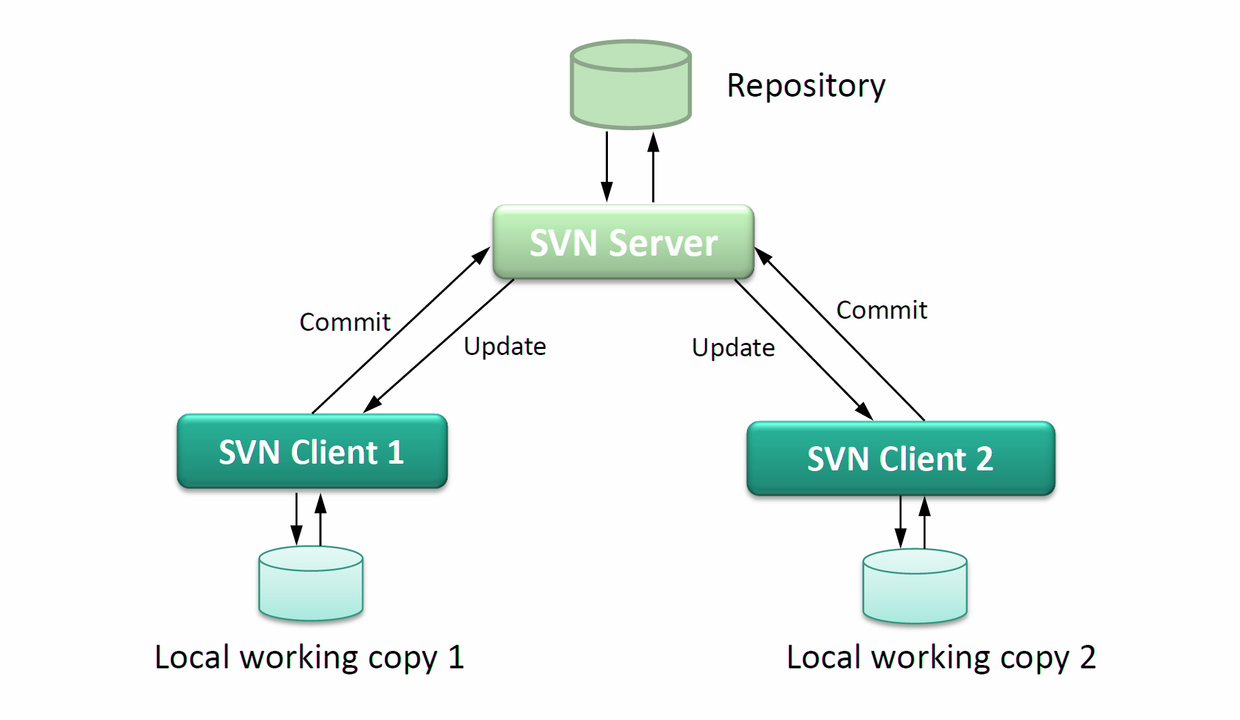 Repository
SVN Server
Commit
Update
Update
Commit
SVN Client 1
SVN Client 2
Local working copy 1
Local working copy 2